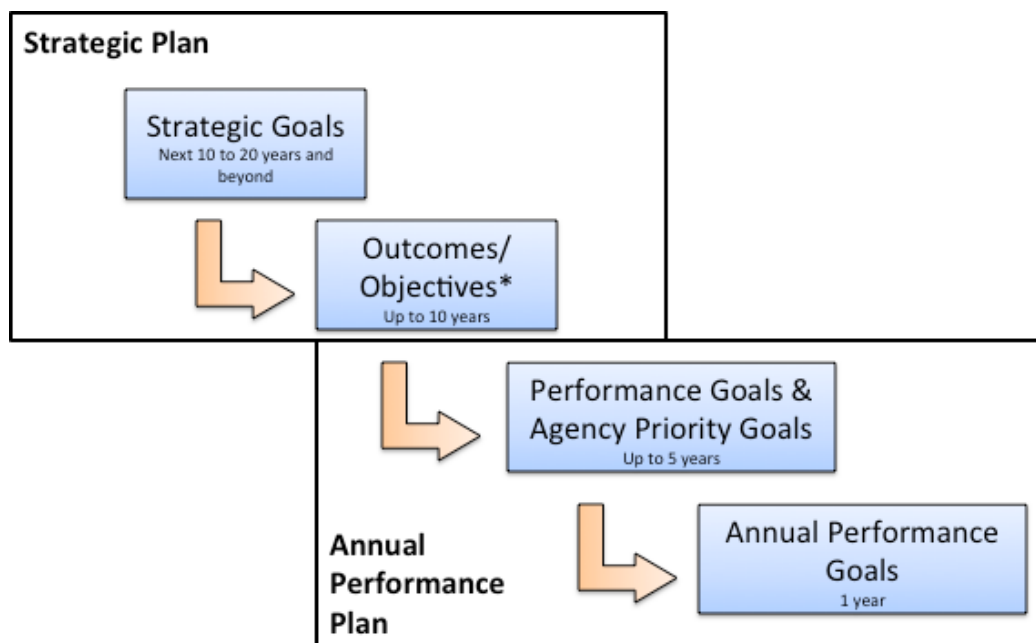 Strategic Plan
Strategic Goals
Next 10 to 20 years and
beyond
Outcomes/
Objectives*
Up to 10 years
Performance Goals &
Agency Priority Goals
Up to 5 years
Annual Performance
Goals
1 year
Annual
Performance
Plan